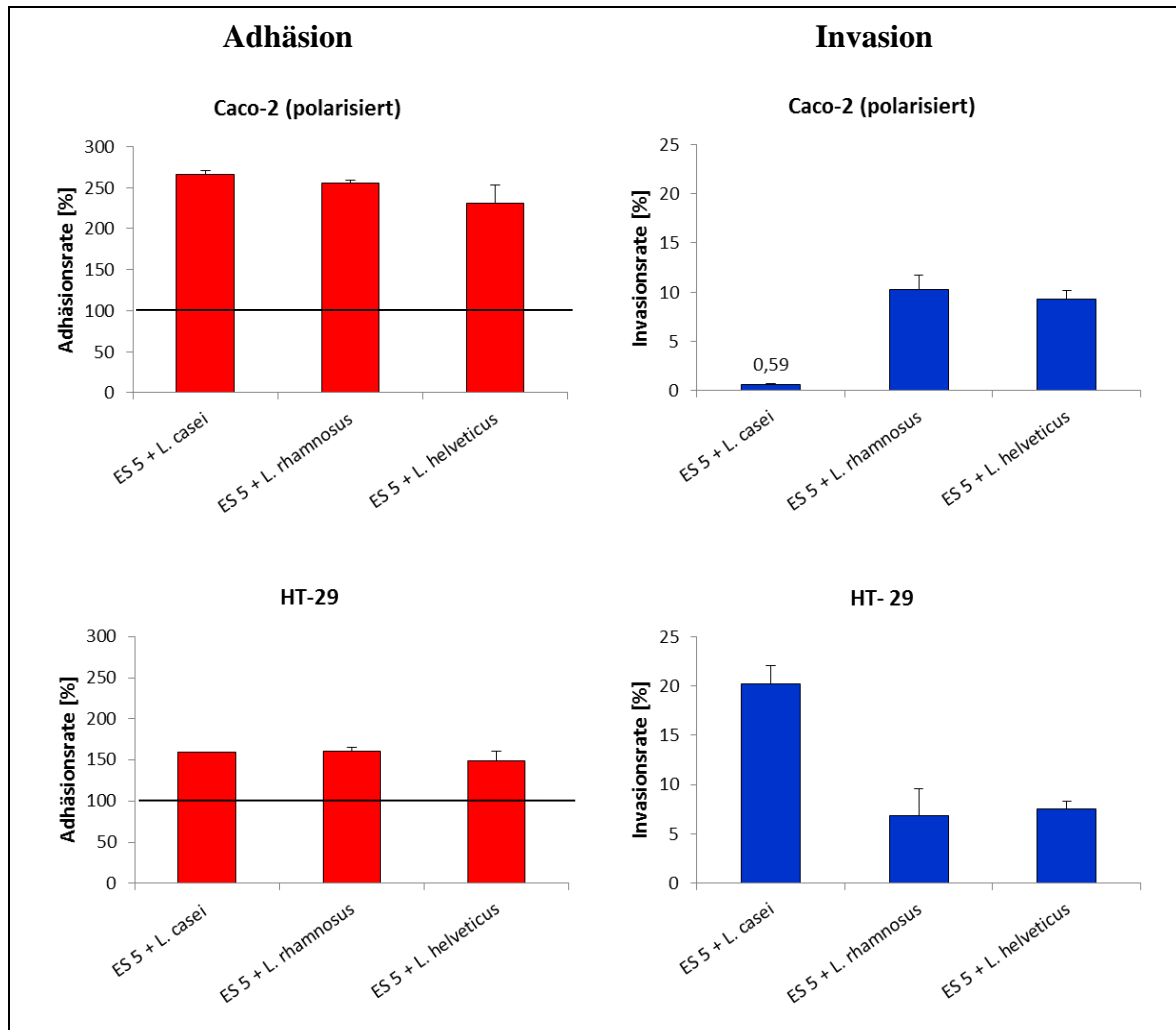 Adhäsion
Invasion
Caco-2 (polarisiert)
Adhäsionsrate [%]
300
250
200
150
100
50
0
ES 5 + L. casei
ES 5 + L. rhamnosus
ES 5 + L. helveticus
Caco-2 (polarisiert)
Invasionsrate [%]
25
20
15
10
5
0
0,59
ES 5 + L. casei
ES 5 + L. rhamnosus
ES 5 + L. helveticus
HT-29
Adhäsionsrate [%]
300
250
200
150
100
50
0
ES 5 + L. casei
ES 5 + L. rhamnosus
ES 5 + L. helveticus
HT- 29
Invasionsrate [%]
25
20
15
10
5
0
ES 5 + L. casei
ES 5 + L. rhamnosus
ES 5 + L. helveticus